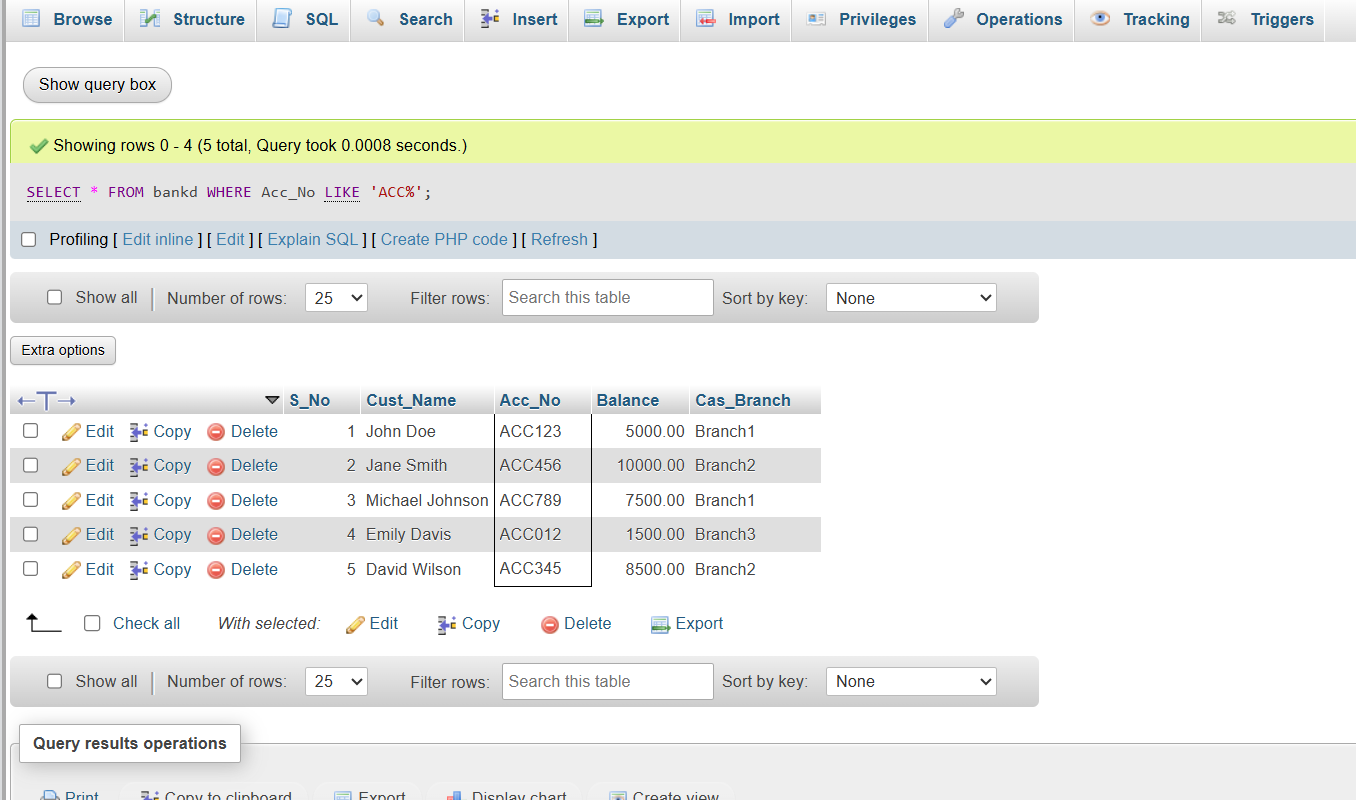 Browse Structure SQL Search Insert Export Import Privileges Operations Tracking Triggers
Show query box
Showing rows 0 - 4 (5 total, Query took 0.0008 seconds.)
SELECT * FROM bankd WHERE Acc_No LIKE 'ACC%';
Profiling [ Edit inline ] [ Edit ] [ Explain SQL ] [ Create PHP code ] [ Refresh ]
Show all Number of rows: 25 Filter rows: Search this table Sort by key: None
Extra options
S_No Cust_Name Acc_No Balance Cas_Branch
Edit Copy Delete 1 John Doe ACC123 5000.00 Branch1
Edit Copy Delete 2 Jane Smith ACC456 10000.00 Branch2
Edit Copy Delete 3 Michael Johnson ACC789 7500.00 Branch1
Edit Copy Delete 4 Emily Davis ACC012 1500.00 Branch3
Edit Copy Delete 5 David Wilson ACC345 8500.00 Branch2
Check all With selected: Edit Copy Delete Export
Show all Number of rows: 25 Filter rows: Search this table Sort by key: None
Query results operations
Print Copy to clipboard Export Display chart Create view